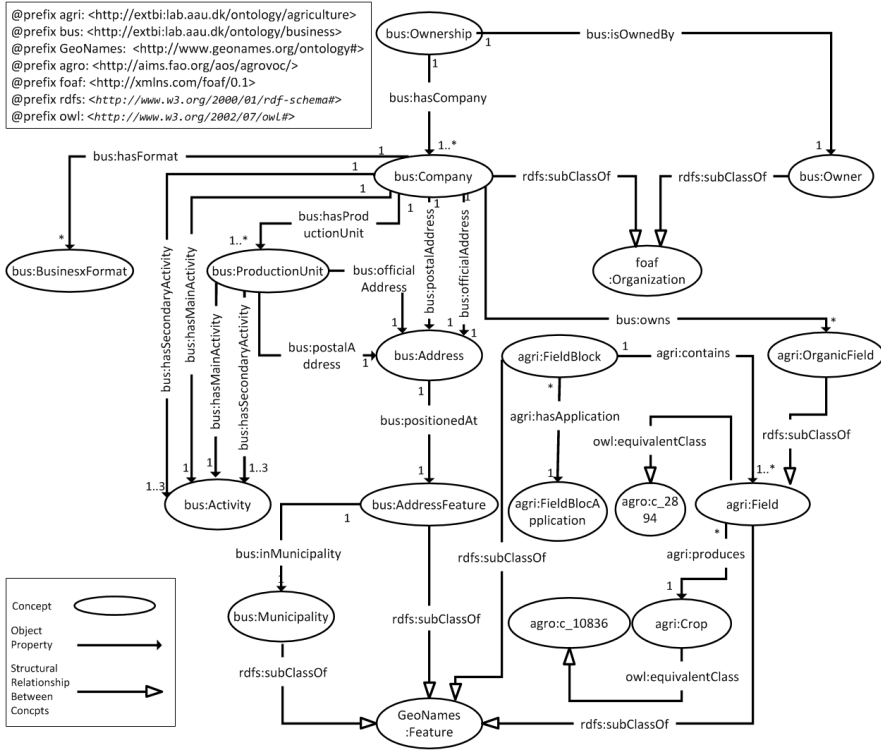 @prefix agri: <http://extbi:lab.aau.dk/ontology/agriculture>
@prefix bus: <http://extbi:lab.aau.dk/ontology/business>
@prefix GeoNames: <http://www.geonames.org/ontology#>
@prefix agro: <http://aims.fao.org/aos/agrovoc/>
@prefix foaf: <http://xmlns.com/foaf/0.1>
@prefix rdfs: <http://www.w3.org/2000/01/rdf-schema#>
@prefix owl: <http://www.w3.org/2002/07/owl#>
bus:Ownership
1
bus:isOwnedBy
1
bus:hasCompany
1..*
1
bus:Owner
1
bus:hasFormat
1
1
bus:Company
rdfs:subClassOf
rdfs:subClassOf
1
1
1
1
bus:hasProd
uctionUnit
1..*
*
bus:BusinexFormat
bus:ProductionUnit
bus:official
Address
bus:postalAddress
bus:officialAddress
foaf
:Organization
bus:hasSecondaryActivity
bus:hasMainActivity
bus:hasMainActivity
bus:hasSecondaryActivity
bus:owns
*
1
1
1
bus:postalA
ddress
1
bus:Address
1
agri:FieldBlock
1
agri:contains
agri:OrganicField
*
bus:positionedAt
agri:hasApplication
owl:equivalentClass
rdfs:subClassOf
1..3
1
1
1..3
1
1
1..*
bus:Activity
bus:AddressFeature
1
agri:FieldBlocA
pplication
agro:c_28
94
agri:Field
*
bus:inMunicipality
rdfs:subClassOf
agri:produces
1
1
bus:Municipality
rdfs:subClassOf
agro:c_10836
agri:Crop
rdfs:subClassOf
owl:equivalentClass
GeoNames
:Feature
rdfs:subClassOf
Concept
Object
Property
Structural
Relationship
Between
Concpts